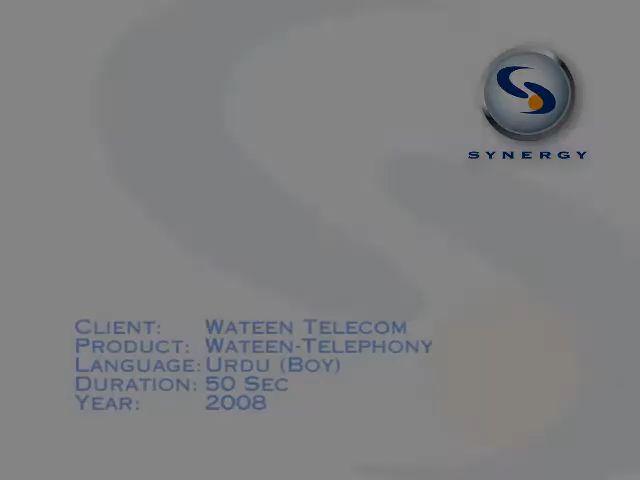 SYNERGY
CLIENT: WATEEN TELECOM
PRODUCT: WATEEN-TELEPHONY
LANGUAGE: URDU (BOY)
DURATION: 50 SEC
YEAR: 2008